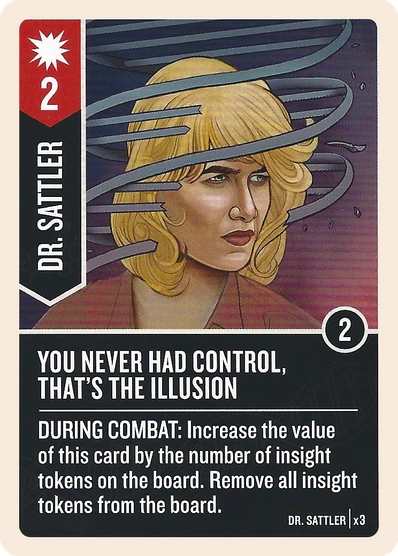 2
DR. SATTLER
2
YOU NEVER HAD CONTROL,
THAT'S THE ILLUSION
DURING COMBAT: Increase the value
of this card by the number of insight
tokens on the board. Remove all insight
tokens from the board.
DR. SATTLER | x3